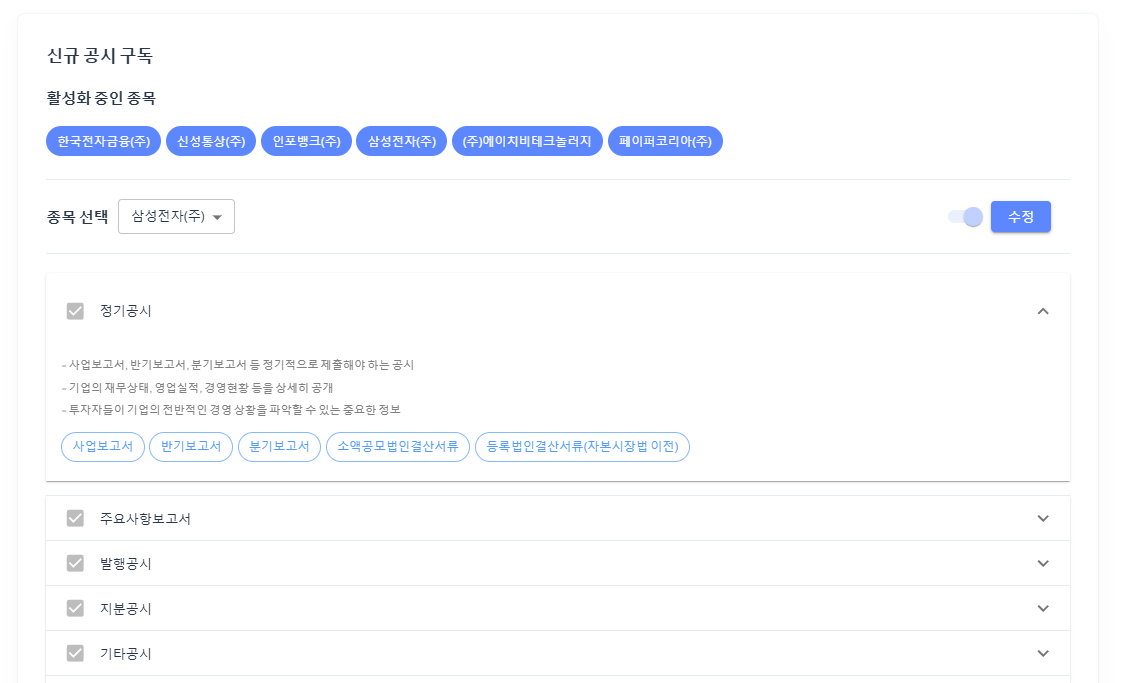 신규 공시 구독
활성화 중인 종목
한국전자금융(주) 신성통상(주) 인포뱅크(주) 삼성전자(주) (주)에이치비테크놀러지 페이퍼코리아(주)
종목 선택 삼성전자(주) 수정
정기공시
- 사업보고서, 반기보고서, 분기보고서 등 정기적으로 제출해야 하는 공시
- 기업의 재무상태, 영업실적, 경영현황 등을 상세히 공개
- 투자자들이 기업의 전반적인 경영 상황을 파악할 수 있는 중요한 정보
사업보고서 반기보고서 분기보고서 소액공모법인결산서류 등록법인결산서류(자본시장법 이전)
주요사항보고서
발행공시
지분공시
기타공시